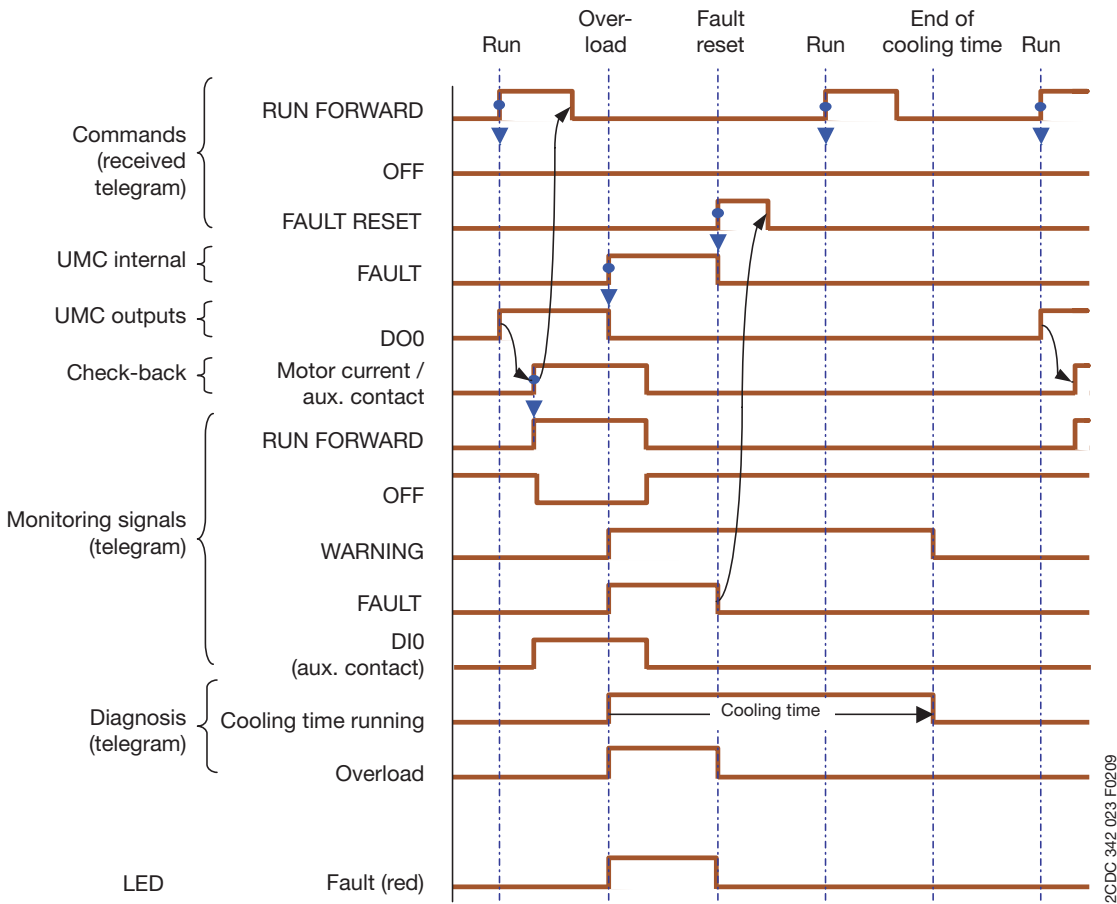 Run
Over-
load
Fault
reset
Run
End of
cooling time
Run
Commands
(received
telegram)
RUN FORWARD
OFF
FAULT RESET
UMC internal
FAULT
UMC outputs
DO0
Check-back
Motor current /
aux. contact
Monitoring signals
(telegram)
RUN FORWARD
OFF
WARNING
FAULT
DI0
(aux. contact)
Diagnosis
(telegram)
Cooling time running
Cooling time
Overload
LED
Fault (red)
2CDC 342 023 F0209